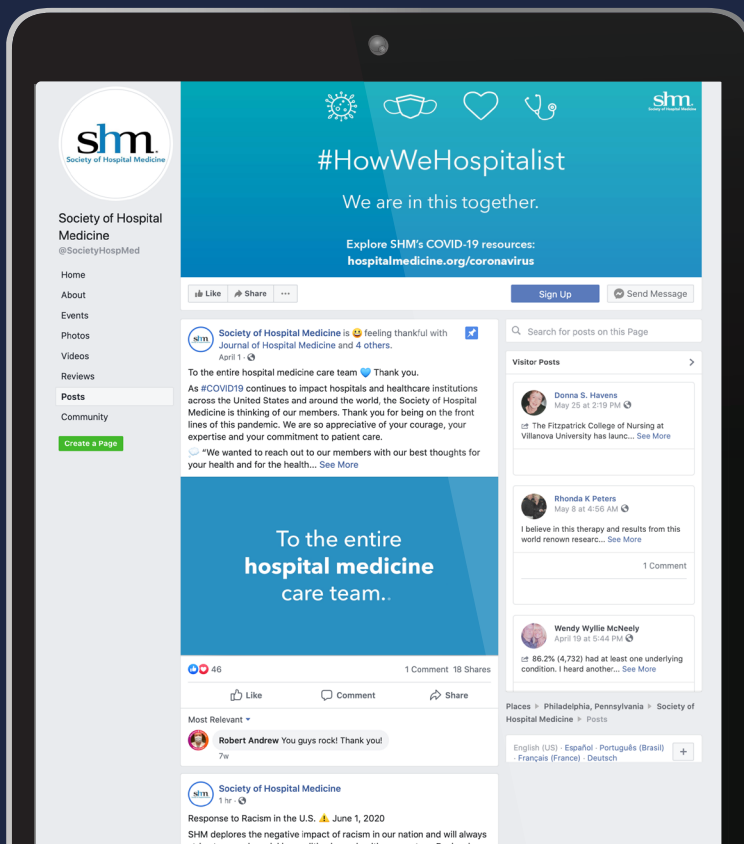 shm.
Society of Hospital Medicine
Society of Hospital
Medicine
@SocietyHospMed
Home
About
Events
Photos
Videos
Reviews
Posts
Community
Create a Page
shm.
Society of Hospital Medicine
#HowWeHospitalist
We are in this together.
Explore SHM's COVID-19 resources:
hospitalmedicine.org/coronavirus
Like Share ...
Sign Up
Send Message
shm
Society of Hospital Medicine is 😀 feeling thankful with
Journal of Hospital Medicine and 4 others.
April 1 ·
To the entire hospital medicine care team 💙 Thank you.
As #COVID19 continues to impact hospitals and healthcare institutions
across the United States and around the world, the Society of Hospital
Medicine is thinking of our members. Thank you for being on the front
lines of this pandemic. We are so appreciative of your courage, your
expertise and your commitment to patient care.
💭 "We wanted to reach out to our members with our best thoughts for
your health and for the health... See More
To the entire
hospital medicine
care team..
46
1 Comment 18 Shares
Like Comment Share
Most Relevant
Robert Andrew You guys rock! Thank you!
7w
shm
Society of Hospital Medicine
1 hr ·
Response to Racism in the U.S. ⚠️ June 1, 2020
SHM deplores the negative impact of racism in our nation and will always
Search for posts on this Page
Visitor Posts
Donna S. Havens
May 25 at 2:19 PM
The Fitzpatrick College of Nursing at
Villanova University has launc... See More
Rhonda K Peters
May 8 at 4:56 AM
I believe in this therapy and results from this
world renown researc... See More
1 Comment
Wendy Wyllie McNeely
April 19 at 5:44 PM
86.2% (4,732) had at least one underlying
condition. I heard another... See More
Places Philadelphia, Pennsylvania Society of
Hospital Medicine Posts
English (US) · Español · Português (Brasil)
· Français (France) · Deutsch
+